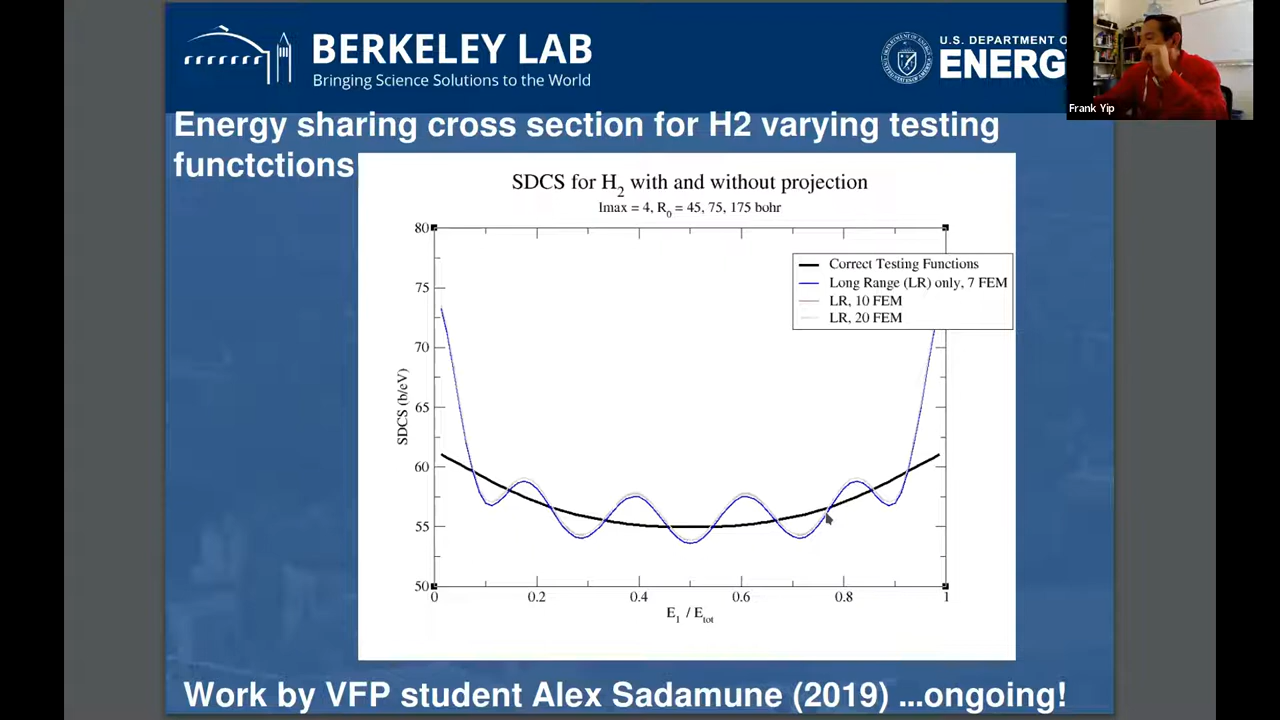 BERKELEY LAB
Bringing Science Solutions to the World
U.S. DEPARTMENT O
ENERG
Frank Yip
Energy sharing cross section for H2 varying testing
functctions
SDCS for H2 with and without projection
lmax = 4, R0 = 45, 75, 175 bohr
80
75
70
65
60
55
50
SDCS (b/eV)
Correct Testing Functions
Long Range (LR) only, 7 FEM
LR, 10 FEM
LR, 20 FEM
0 0.2 0.4 0.6 0.8 1
E1 / Etot
Work by VFP student Alex Sadamune (2019) ...ongoing!